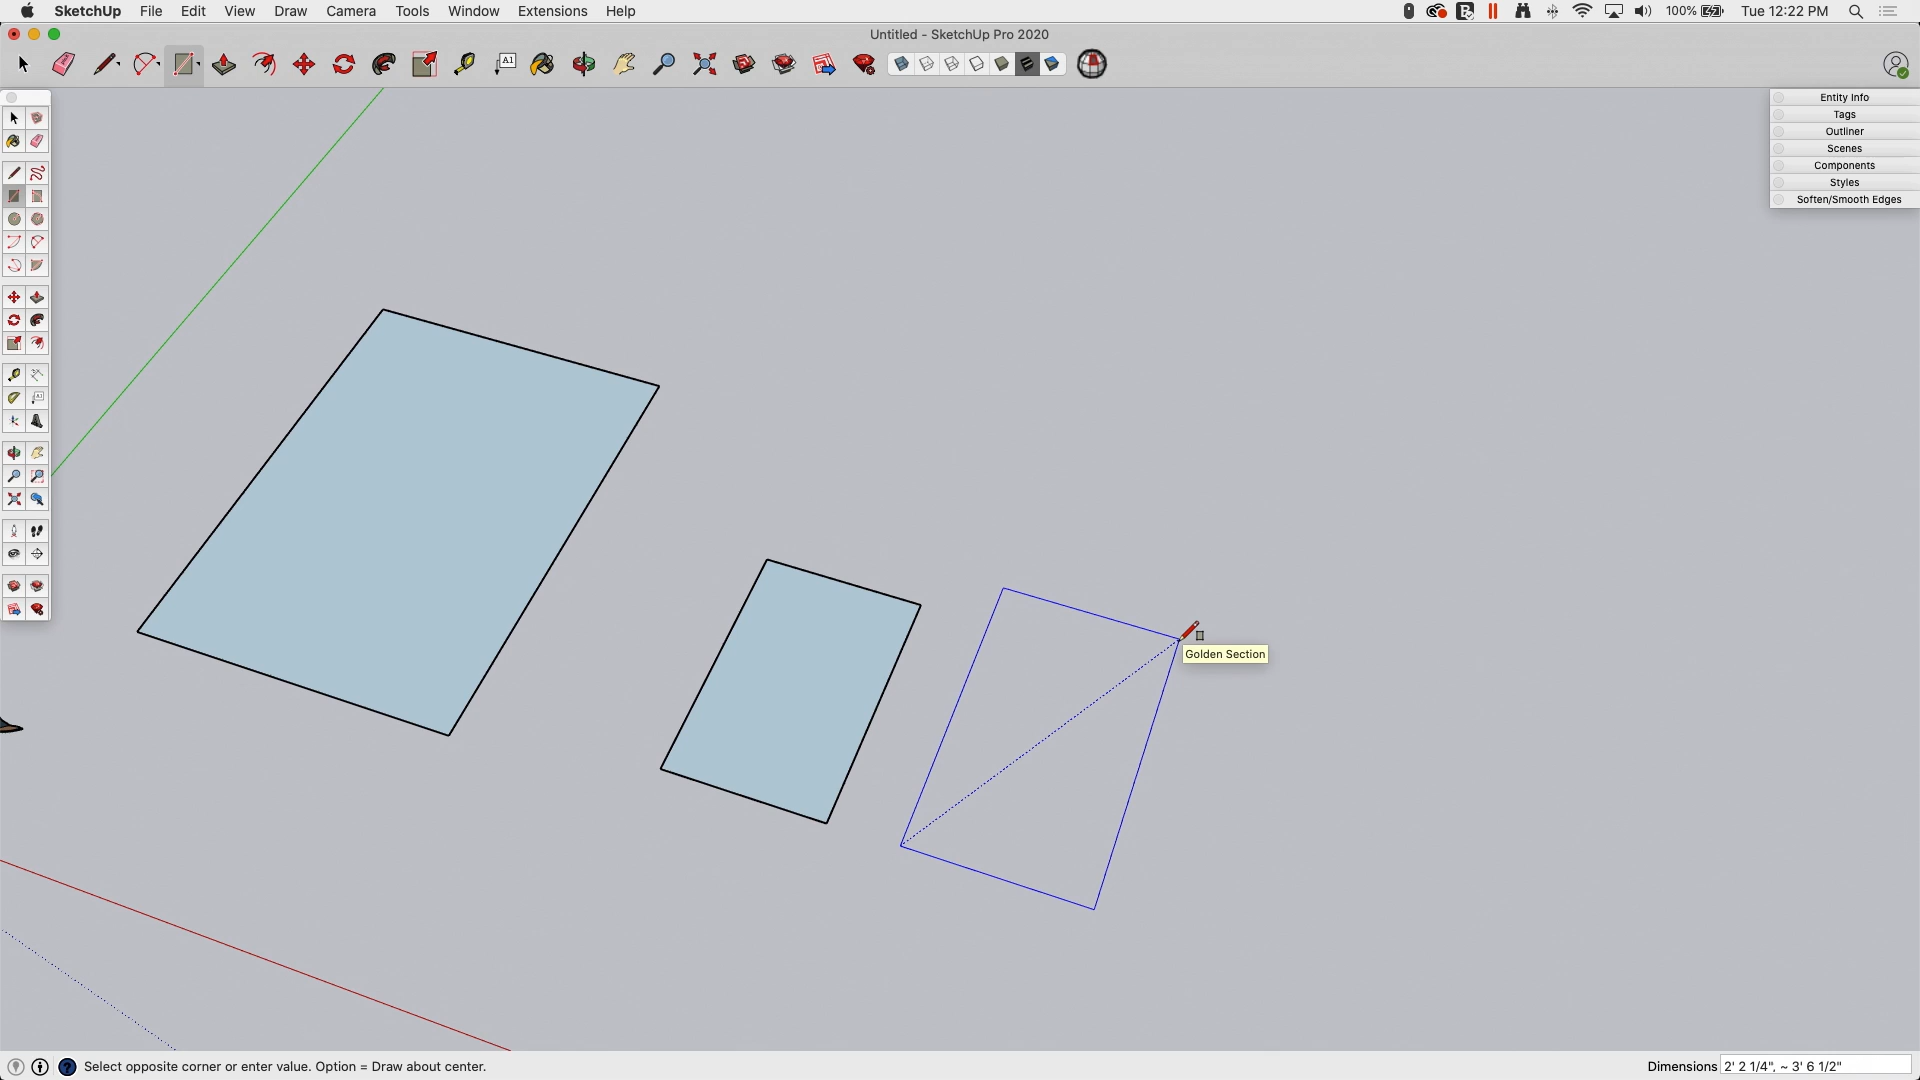 SketchUp File Edit View Draw Camera Tools Window Extensions Help 100% Tue 12:22 PM
Untitled - SketchUp Pro 2020
A1
Entity Info
Tags
Outliner
Scenes
Components
Styles
Soften/Smooth Edges
A1
Golden Section
Select opposite corner or enter value. Option = Draw about center. Dimensions 2' 2 1/4", ~ 3' 6 1/2"